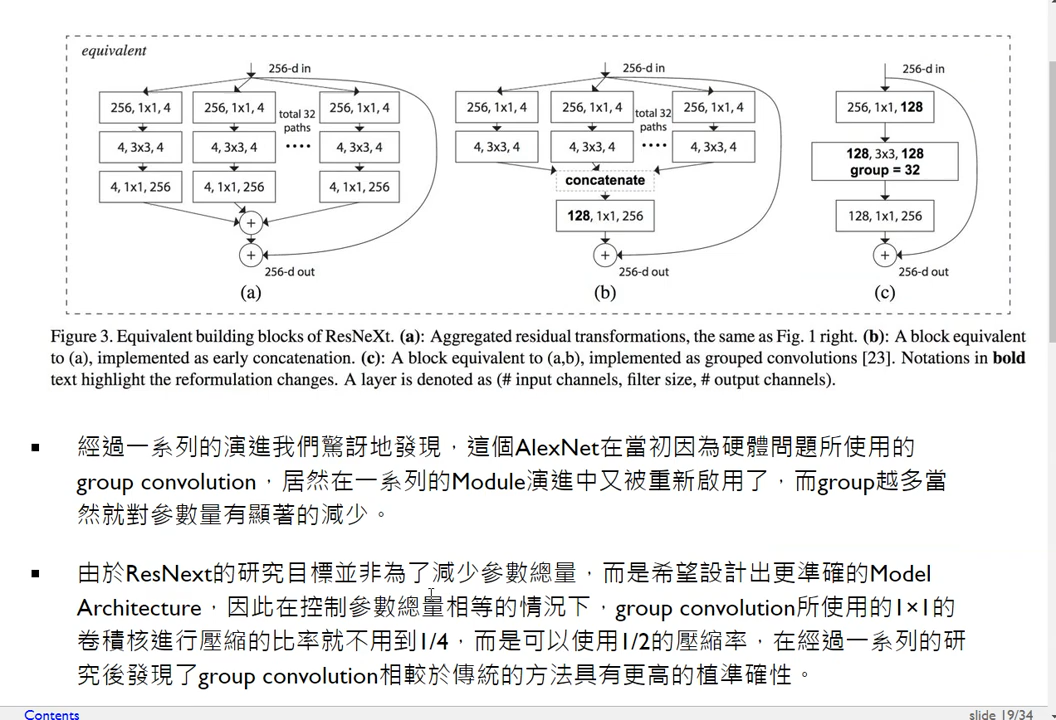 equivalent
256-d in
256, 1x1, 4
256, 1x1, 4
total 32
paths
256, 1x1, 4
4, 3x3, 4
4, 3x3, 4
....
4, 3x3, 4
4, 1x1, 256
4, 1x1, 256
4, 1x1, 256
+
+
256-d out
(a)
256-d in
256, 1x1, 4
256, 1x1, 4
total 32
paths
256, 1x1, 4
4, 3x3, 4
4, 3x3, 4
....
4, 3x3, 4
concatenate
128, 1x1, 256
+
256-d out
(b)
256-d in
256, 1x1, 128
128, 3x3, 128
group = 32
128, 1x1, 256
+
256-d out
(c)
Figure 3. Equivalent building blocks of ResNeXt. (a): Aggregated residual transformations, the same as Fig. 1 right. (b): A block equivalent
to (a), implemented as early concatenation. (c): A block equivalent to (a,b), implemented as grouped convolutions [23]. Notations in bold
text highlight the reformulation changes. A layer is denoted as (# input channels, filter size, # output channels).
▪ 經過一系列的演進我們驚訝地發現，這個AlexNet在當初因為硬體問題所使用的
group convolution，居然在一系列的Module演進中又被重新啟用了，而group越多當
然就對參數量有顯著的減少。
▪ 由於ResNext的研究目標並非為了減少參數總量，而是希望設計出更準確的Model
Architecture，因此在控制參數總量相等的情況下，group convolution所使用的1×1的
卷積核進行壓縮的比率就不用到1/4，而是可以使用1/2的壓縮率，在經過一系列的研
究後發現了group convolution相較於傳統的方法具有更高的植準確性。
Contents
slide 19/34